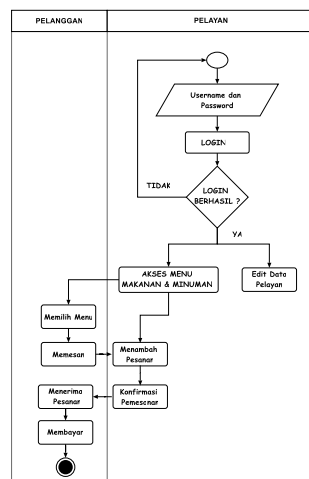 PELANGGAN
PELAYAN
Username dan
Password
LOGIN
TIDAK
LOGIN
BERHASIL ?
YA
AKSES MENU
MAKANAN & MINUMAN
Edit Data
Pelayan
Memilih Menu
Memesan
Menambah
Pesanan
Menerima
Pesanan
Konfirmasi
Pemesanan
Membayar